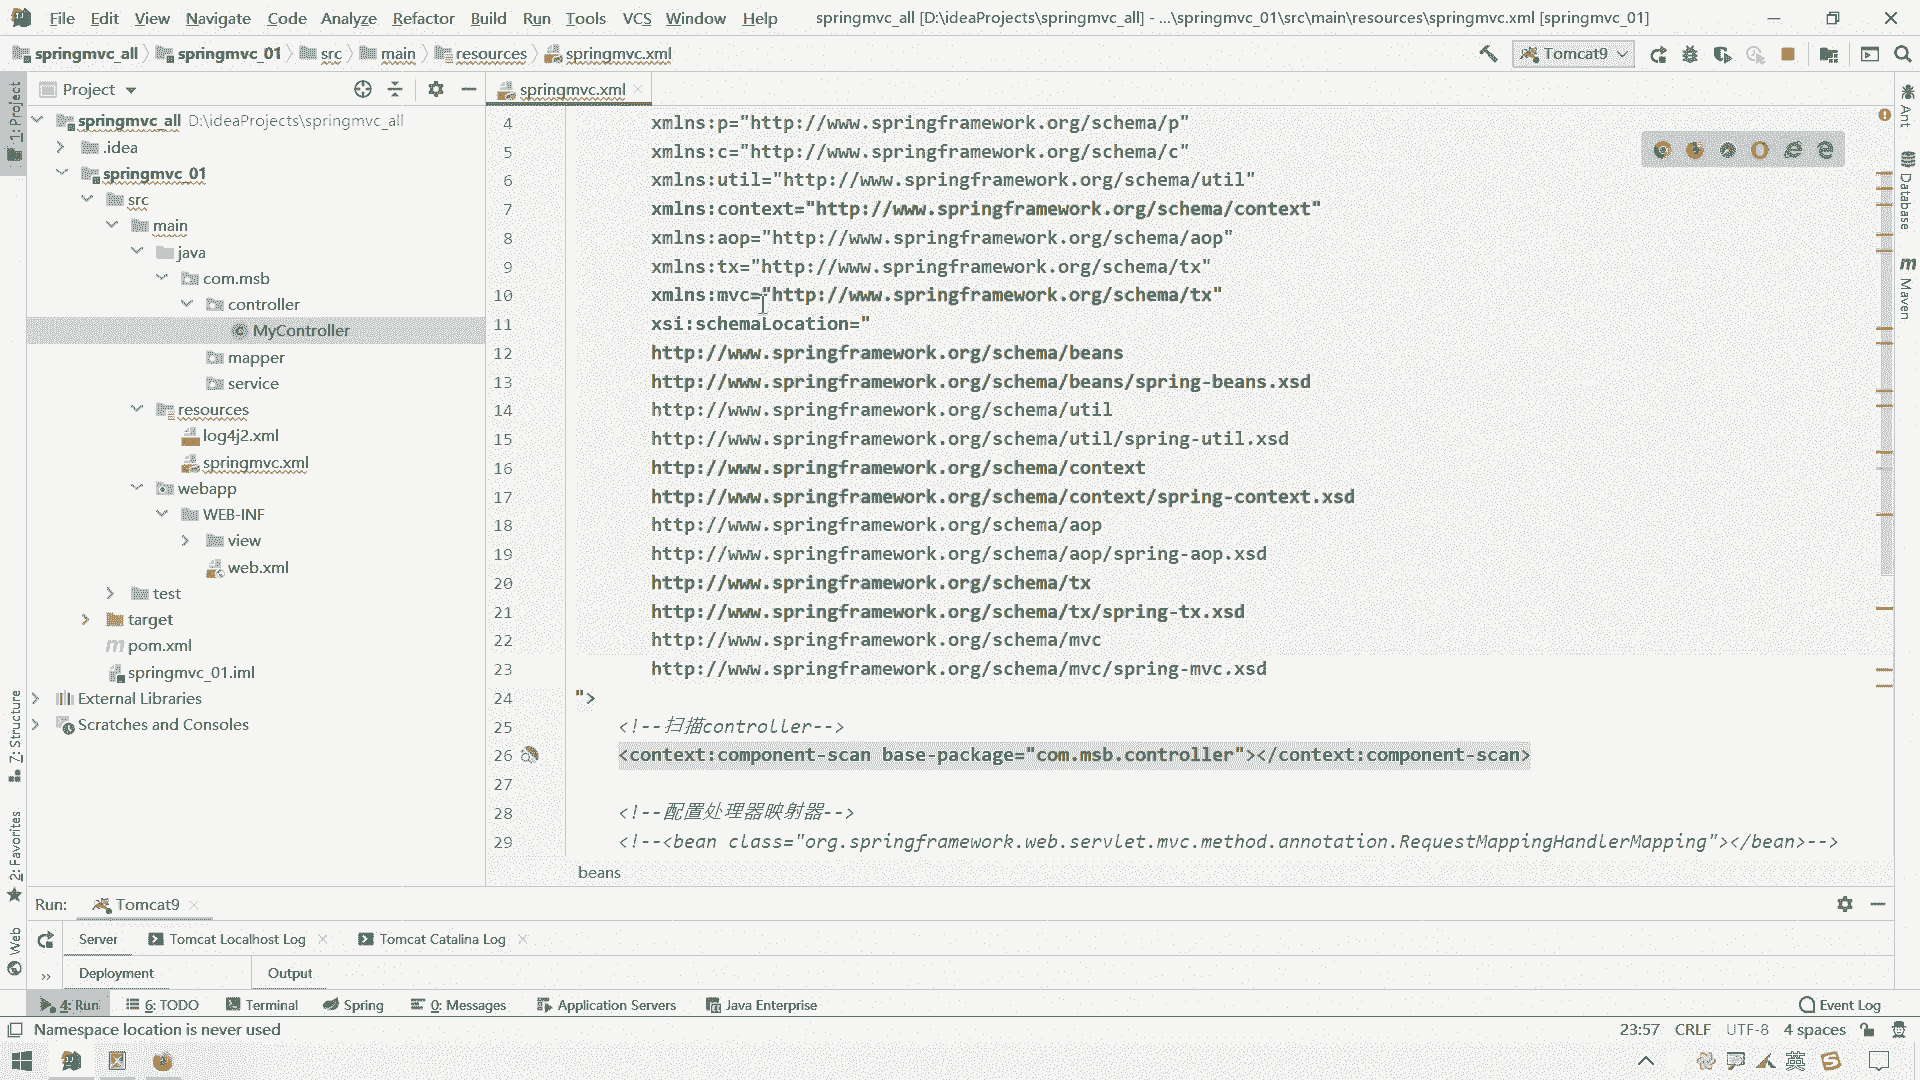 File Edit View Navigate Code Analyze Refactor Build Run Tools VCS Window Help springmvc_all [D:\ideaProjects\springmvc_all] - ...\springmvc_01\src\main\resources\springmvc.xml [springmvc_01]
springmvc_all springmvc_01 src main resources springmvc.xml Tomcat9
Project
springmvc.xml
1: Project
springmvc_all D:\ideaProjects\springmvc_all
.idea
springmvc_01
src
main
java
com.msb
controller
MyController
mapper
service
resources
log4j2.xml
springmvc.xml
webapp
WEB-INF
view
web.xml
test
target
pom.xml
springmvc_01.iml
External Libraries
Scratches and Consoles
7: Structure
2: Favorites
Web
4 xmlns:p="http://www.springframework.org/schema/p"
5 xmlns:c="http://www.springframework.org/schema/c"
6 xmlns:util="http://www.springframework.org/schema/util"
7 xmlns:context="http://www.springframework.org/schema/context"
8 xmlns:aop="http://www.springframework.org/schema/aop"
9 xmlns:tx="http://www.springframework.org/schema/tx"
10 xmlns:mvc="http://www.springframework.org/schema/tx"
11 xsi:schemaLocation="
12 http://www.springframework.org/schema/beans
13 http://www.springframework.org/schema/beans/spring-beans.xsd
14 http://www.springframework.org/schema/util
15 http://www.springframework.org/schema/util/spring-util.xsd
16 http://www.springframework.org/schema/context
17 http://www.springframework.org/schema/context/spring-context.xsd
18 http://www.springframework.org/schema/aop
19 http://www.springframework.org/schema/aop/spring-aop.xsd
20 http://www.springframework.org/schema/tx
21 http://www.springframework.org/schema/tx/spring-tx.xsd
22 http://www.springframework.org/schema/mvc
23 http://www.springframework.org/schema/mvc/spring-mvc.xsd
24 ">
25 <!--扫描controller-->
26 <context:component-scan base-package="com.msb.controller"></context:component-scan>
27
28 <!--配置处理器映射器-->
29 <!--<bean class="org.springframework.web.servlet.mvc.method.annotation.RequestMappingHandlerMapping"></bean>-->
beans
Ant
Database
Maven
Run: Tomcat9
Server Tomcat Localhost Log Tomcat Catalina Log
Deployment Output
4: Run 6: TODO Terminal Spring 0: Messages Application Servers Java Enterprise Event Log
Namespace location is never used 23:57 CRLF UTF-8 4 spaces
英